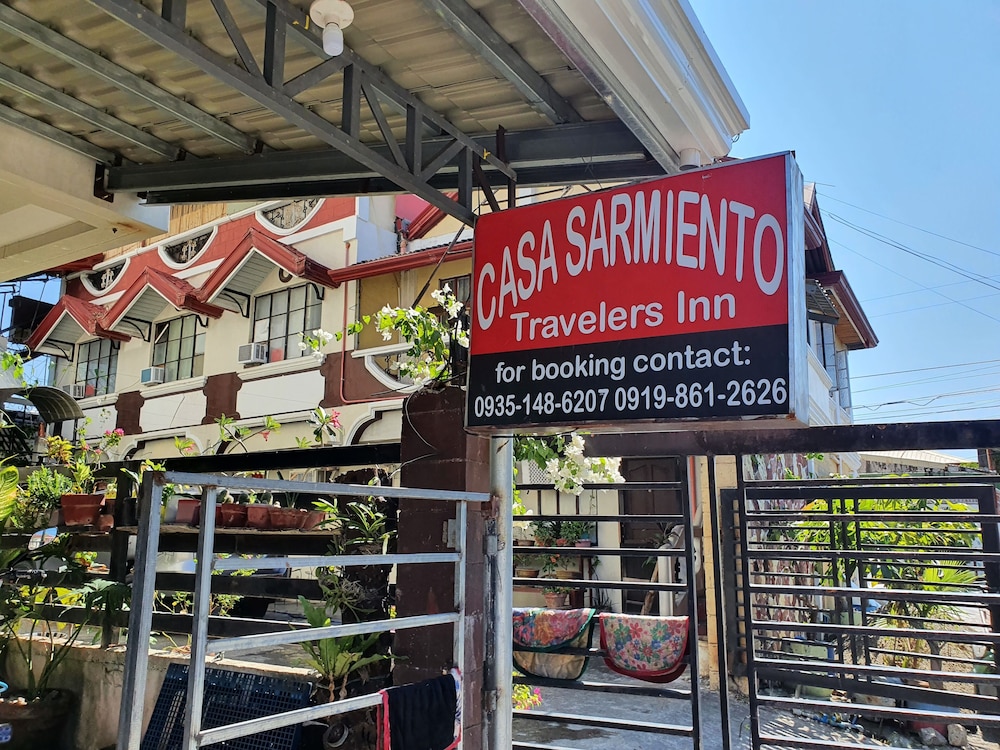 CASA SARMIENTO
Travelers Inn
for booking contact:
0935-148-6207 0919-861-2626